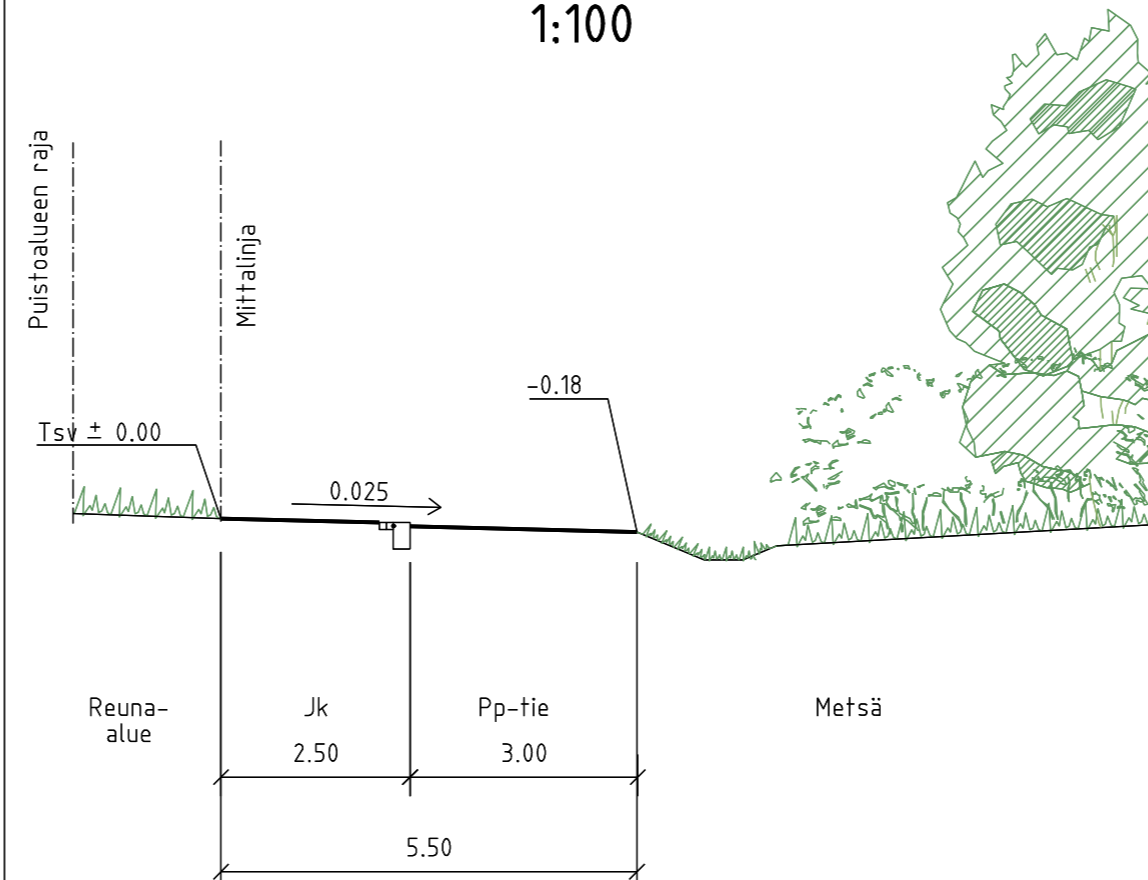 1:100
Puistoalueen raja
Mittalinja
-0.18
Tsv ± 0.00
0.025
Reuna-
alue
Jk
Pp-tie
Metsä
2.50
3.00
5.50